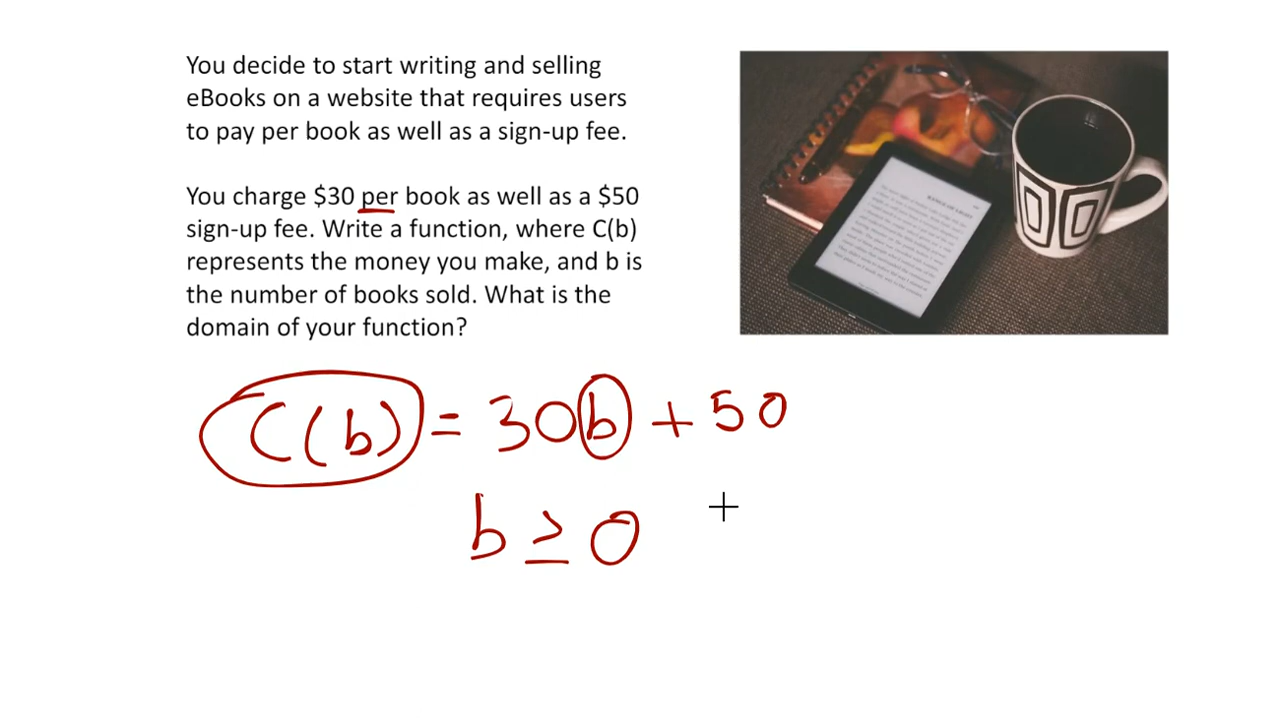 You decide to start writing and selling
eBooks on a website that requires users
to pay per book as well as a sign-up fee.
You charge $30 per book as well as a $50
sign-up fee. Write a function, where C(b)
represents the money you make, and b is
the number of books sold. What is the
domain of your function?
C(b) = 30b + 50
b ≥ 0